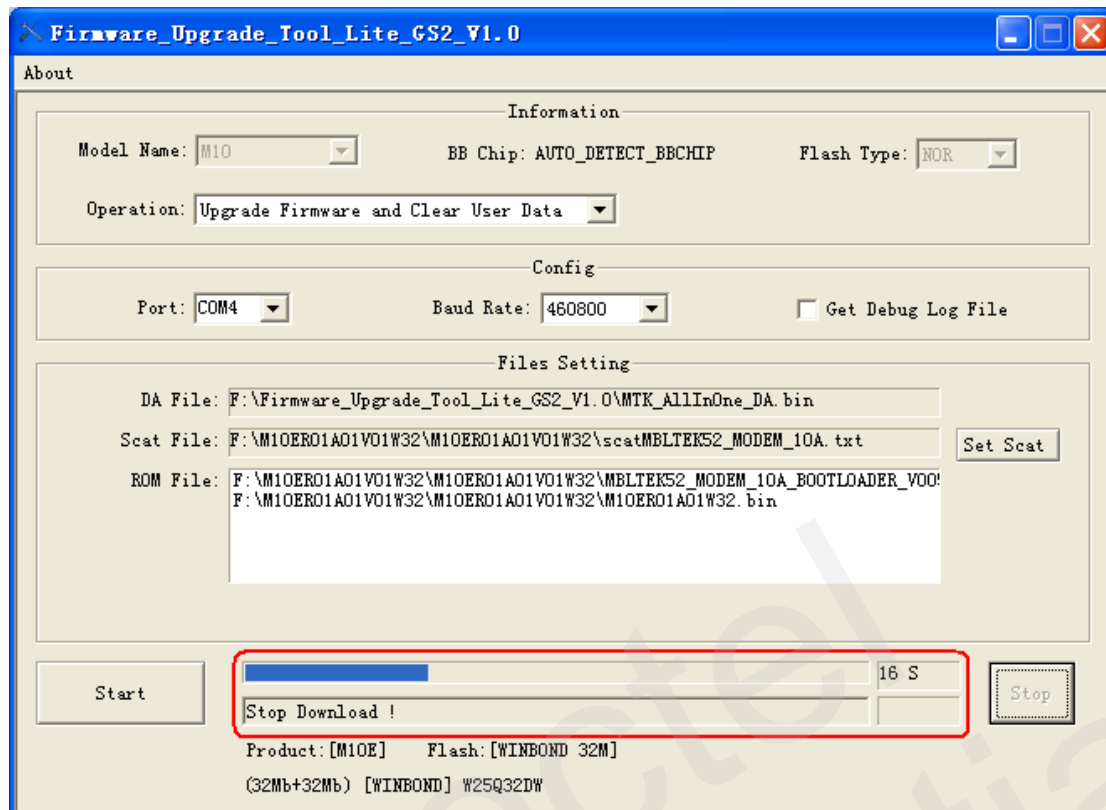 Firmware_Upgrade_Tool_Lite_GS2_V1.0
About
Information
Model Name: M10 BB Chip: AUTO_DETECT_BBCHIP Flash Type: NOR
Operation: Upgrade Firmware and Clear User Data
Config
Port: COM4 Baud Rate: 460800 Get Debug Log File
Files Setting
DA File: F:\Firmware_Upgrade_Tool_Lite_GS2_V1.0\MTK_AllInOne_DA.bin
Scat File: F:\M10ER01A01V01W32\M10ER01A01V01W32\scatMBLTEK52_MODEM_10A.txt Set Scat
ROM File: F:\M10ER01A01V01W32\M10ER01A01V01W32\MBLTEK52_MODEM_10A_BOOTLOADER_V005
F:\M10ER01A01V01W32\M10ER01A01V01W32\M10ER01A01W32.bin
16 S
Start Stop
Stop Download !
Product:[M10E] Flash:[WINBOND 32M]
(32Mb+32Mb) [WINBOND] W25Q32DW